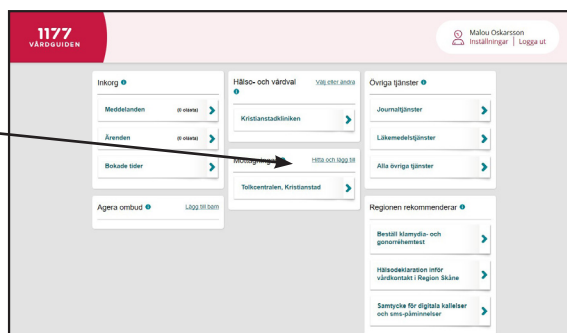 1177
VÅRDGUIDEN
Malou Oskarsson
Inställningar | Logga ut
Inkorg
Meddelanden (0 olästa)
Ärenden (0 olästa)
Bokade tider
Agera ombud Lägg till barn
Hälso- och vårdval Välj eller ändra
Kristianstadkliniken
Mottagningar Hitta och lägg till
Tolkcentralen, Kristianstad
Övriga tjänster
Journaltjänster
Läkemedelstjänster
Alla övriga tjänster
Regionen rekommenderar
Beställ klamydia- och
gonorréhemtest
Hälsodeklaration inför
vårdkontakt i Region Skåne
Samtycke för digitala kallelser
och sms-påminnelser